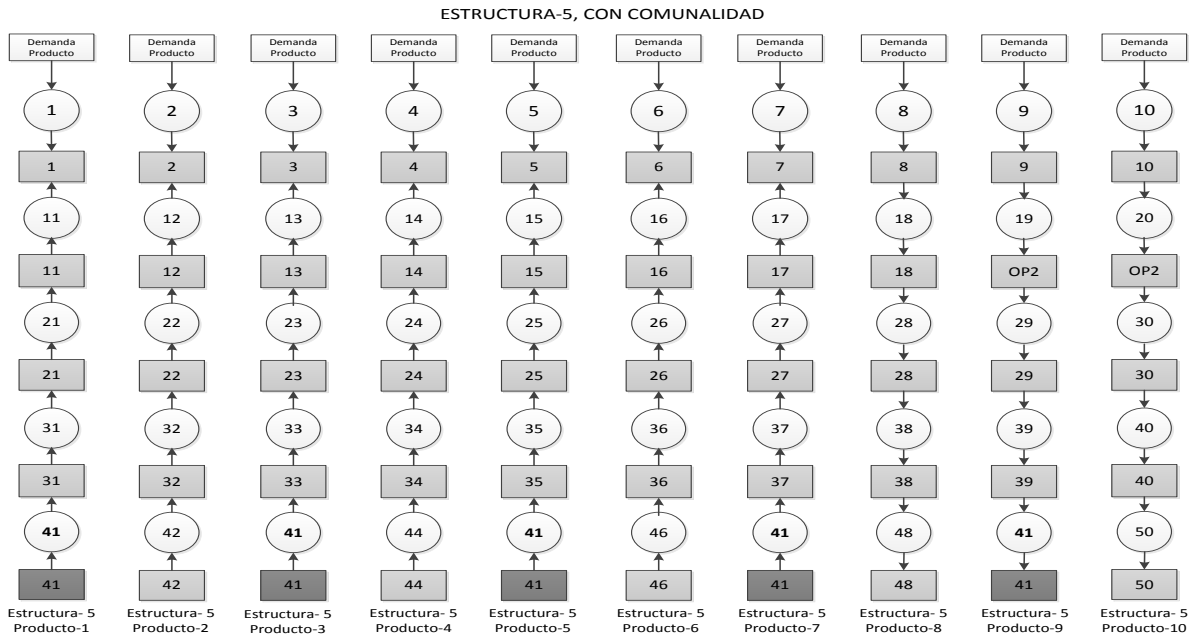 ESTRUCTURA-5, CON COMUNALIDAD
Demanda Demanda Demanda Demanda Demanda Demanda Demanda Demanda Demanda Demanda
Producto Producto Producto Producto Producto Producto Producto Producto Producto Producto
1 2 3 4 5 6 7 8 9 10
1 2 3 4 5 6 7 8 9 10
11 12 13 14 15 16 17 18 19 20
11 12 13 14 15 16 17 18 OP2 OP2
21 22 23 24 25 26 27 28 29 30
21 22 23 24 25 26 27 28 29 30
31 32 33 34 35 36 37 38 39 40
31 32 33 34 35 36 37 38 39 40
41 42 41 44 41 46 41 48 41 50
41 42 41 44 41 46 41 48 41 50
Estructura- 5 Estructura- 5 Estructura- 5 Estructura- 5 Estructura- 5 Estructura- 5 Estructura- 5 Estructura- 5 Estructura- 5 Estructura- 5
Producto-1 Producto-2 Producto-3 Producto-4 Producto-5 Producto-6 Producto-7 Producto-8 Producto-9 Producto-10